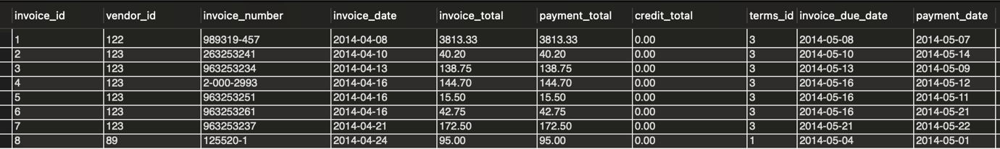 invoice_id vendor_id invoice_number invoice_date invoice_total payment_total credit_total terms_id invoice_due_date payment_date
1 122 989319-457 2014-04-08 3813.33 3813.33 0.00 3 2014-05-08 2014-05-07
2 123 263253241 2014-04-10 40.20 40.20 0.00 3 2014-05-10 2014-05-14
3 123 963253234 2014-04-13 138.75 138.75 0.00 3 2014-05-13 2014-05-09
4 123 2-000-2993 2014-04-16 144.70 144.70 0.00 3 2014-05-16 2014-05-12
5 123 963253251 2014-04-16 15.50 15.50 0.00 3 2014-05-16 2014-05-11
6 123 963253261 2014-04-16 42.75 42.75 0.00 3 2014-05-16 2014-05-21
7 123 963253237 2014-04-21 172.50 172.50 0.00 3 2014-05-21 2014-05-22
8 89 125520-1 2014-04-24 95.00 95.00 0.00 1 2014-05-04 2014-05-01